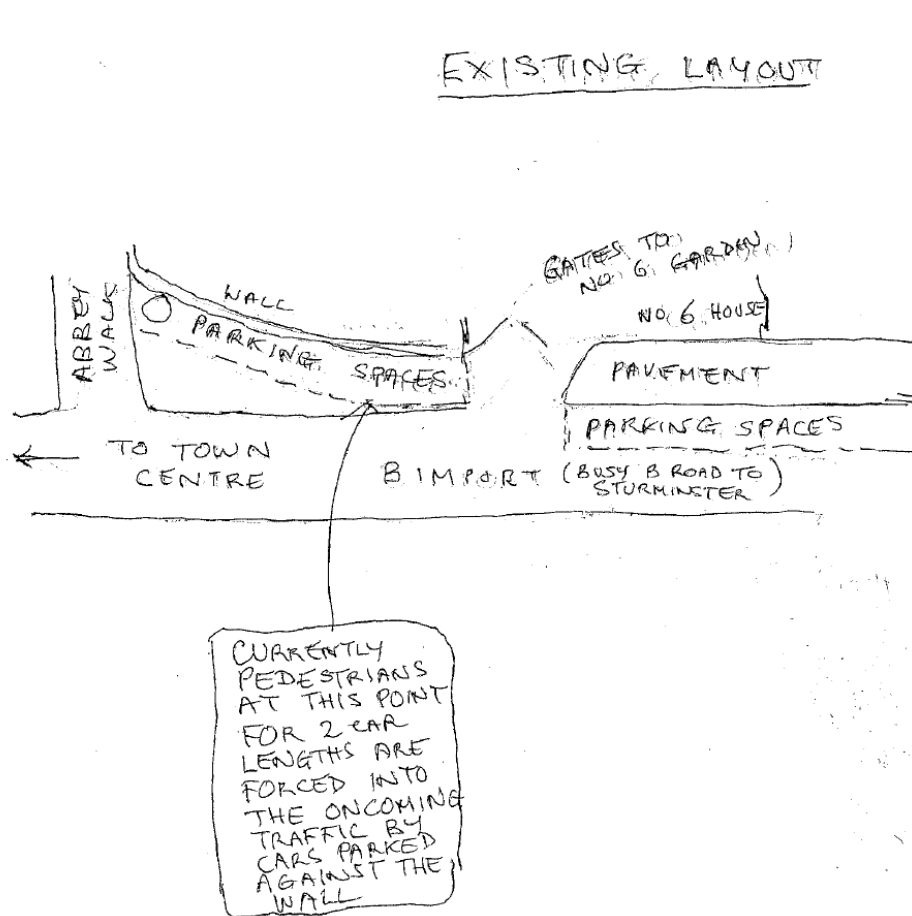 EXISTING LAYOUT
GATES TO
NO. 6 GARDEN
NO. 6 HOUSE
ABBEY
WALK
WALL
PARKING
SPACES
PAVEMENT
PARKING SPACES
TO TOWN
CENTRE
BIMPORT (BUSY B ROAD TO
STURMINSTER)
CURRENTLY
PEDESTRIANS
AT THIS POINT
FOR 2 CAR
LENGTHS ARE
FORCED INTO
THE ONCOMING
TRAFFIC BY
CARS PARKED
AGAINST THE
WALL